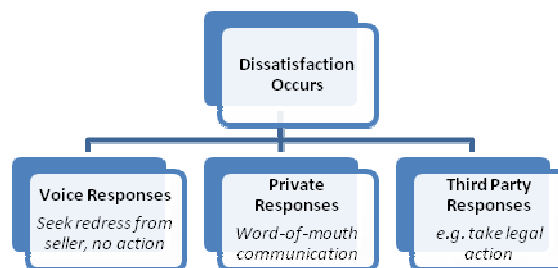 Dissatisfaction
Occurs
Voice Responses
Seek redress from
seller, no action
Private
Responses
Word-of-mouth
communication
Third Party
Responses
e.g. take legal
action